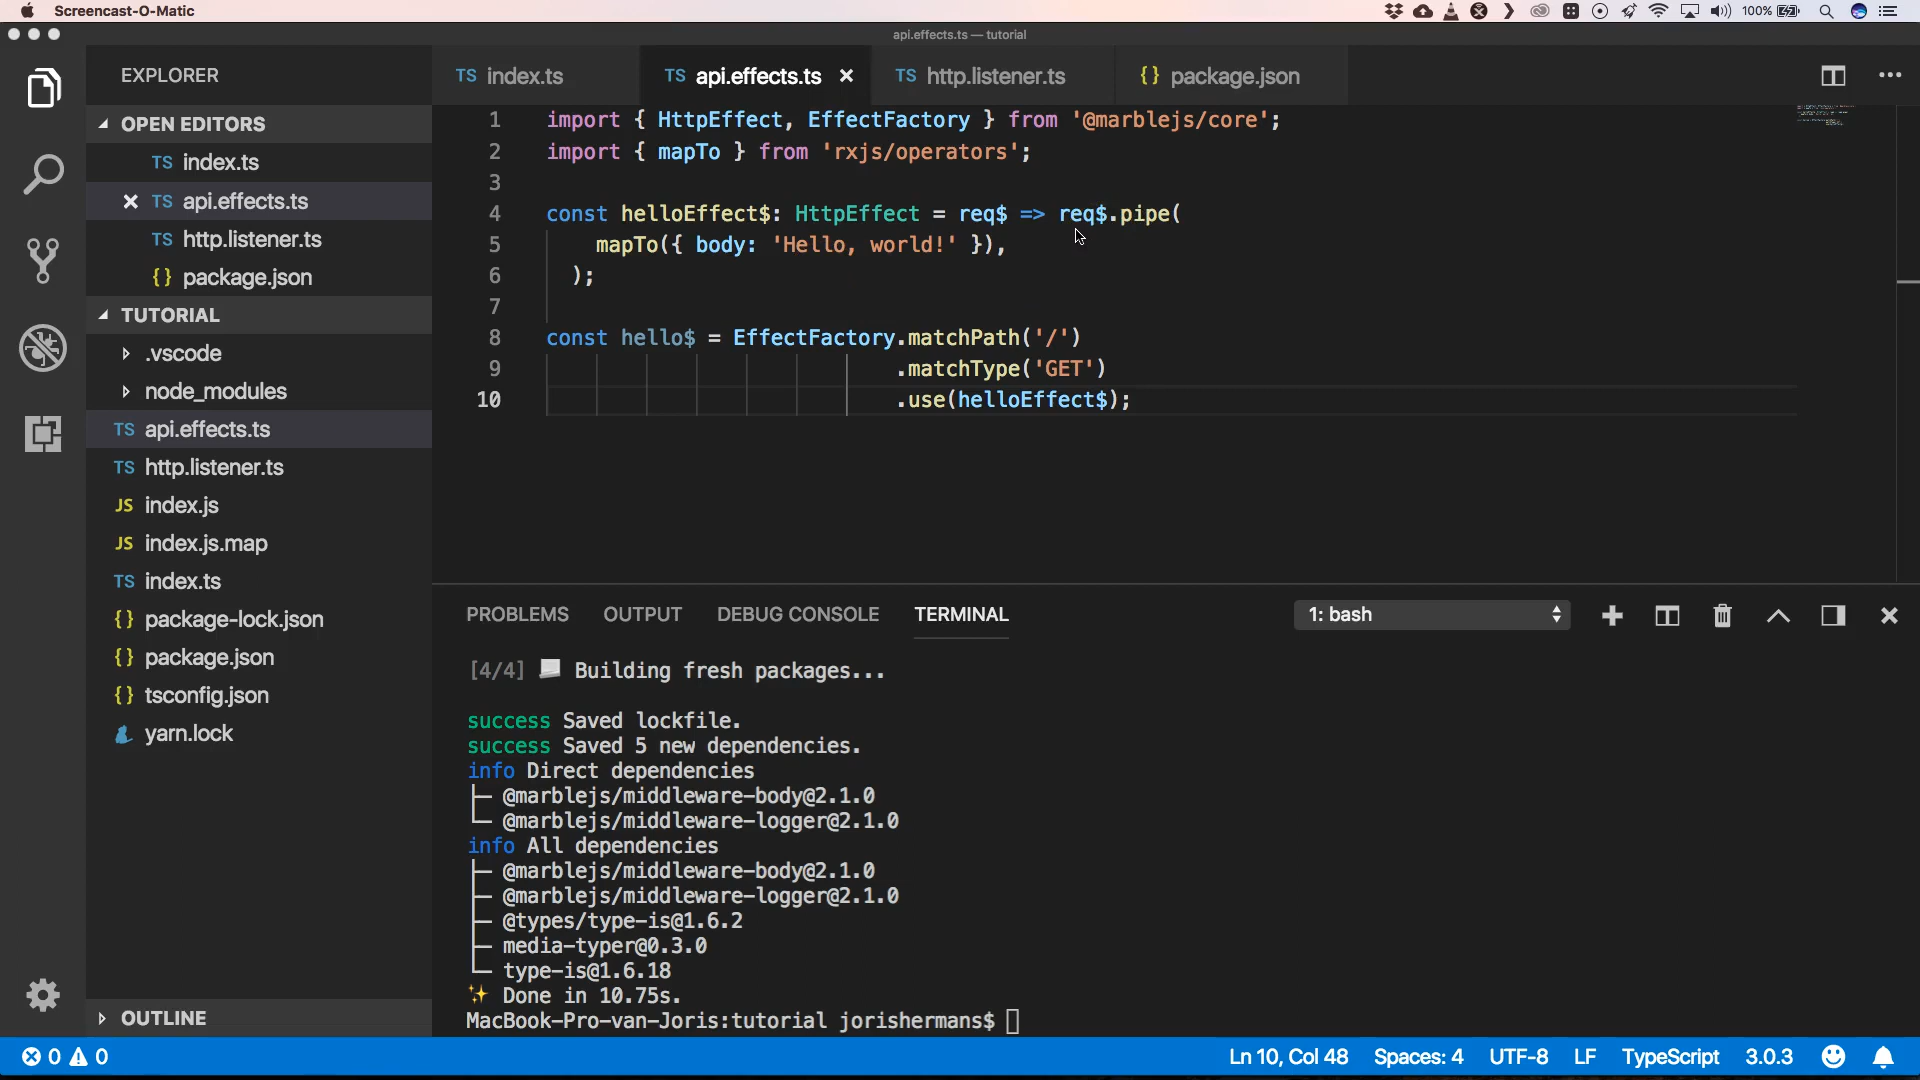 Screencast-O-Matic
100%
api.effects.ts — tutorial
EXPLORER
OPEN EDITORS
TS index.ts
TS api.effects.ts
TS http.listener.ts
{} package.json
TUTORIAL
.vscode
node_modules
TS api.effects.ts
TS http.listener.ts
JS index.js
JS index.js.map
TS index.ts
{} package-lock.json
{} package.json
{} tsconfig.json
yarn.lock
OUTLINE
TS index.ts
TS api.effects.ts
TS http.listener.ts
{} package.json
1 import { HttpEffect, EffectFactory } from '@marblejs/core';
2 import { mapTo } from 'rxjs/operators';
3
4 const helloEffect$: HttpEffect = req$ => req$.pipe(
5 mapTo({ body: 'Hello, world!' }),
6 );
7
8 const hello$ = EffectFactory.matchPath('/')
9 .matchType('GET')
10 .use(helloEffect$);
PROBLEMS OUTPUT DEBUG CONSOLE TERMINAL
1: bash
[4/4] Building fresh packages...
success Saved lockfile.
success Saved 5 new dependencies.
info Direct dependencies
├─ @marblejs/middleware-body@2.1.0
└─ @marblejs/middleware-logger@2.1.0
info All dependencies
├─ @marblejs/middleware-body@2.1.0
├─ @marblejs/middleware-logger@2.1.0
├─ @types/type-is@1.6.2
├─ media-typer@0.3.0
└─ type-is@1.6.18
✨ Done in 10.75s.
MacBook-Pro-van-Joris:tutorial jorishermans$
0 0
Ln 10, Col 48 Spaces: 4 UTF-8 LF TypeScript 3.0.3